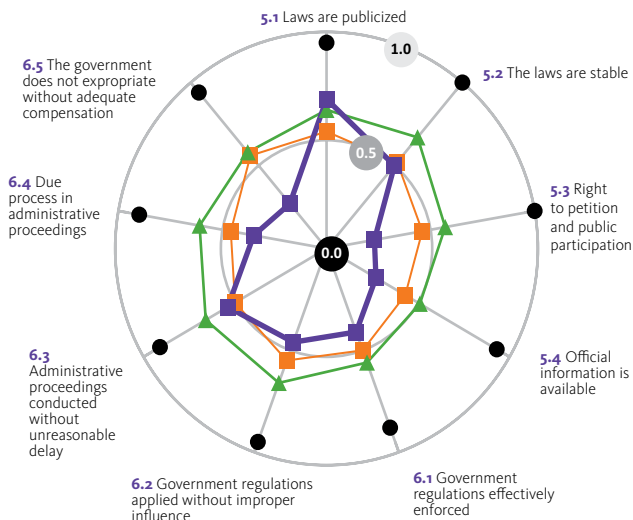 5.1 Laws are publicized
1.0
5.2 The laws are stable
0.5
5.3 Right
to petition
and public
participation
0.0
5.4 Official
information is
available
6.1 Government
regulations effectively
enforced
6.2 Government regulations
applied without improper
influence
6.3
Administrative
proceedings
conducted
without
unreasonable
delay
6.4 Due
process in
administrative
proceedings
6.5 The government
does not expropriate
without adequate
compensation